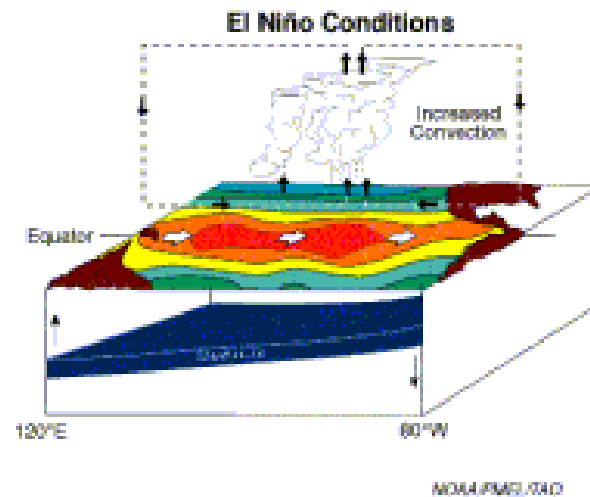 El Niño Conditions
Increased
Convection
Equator
120°E
80°W
NOAA/PMEL/TAO